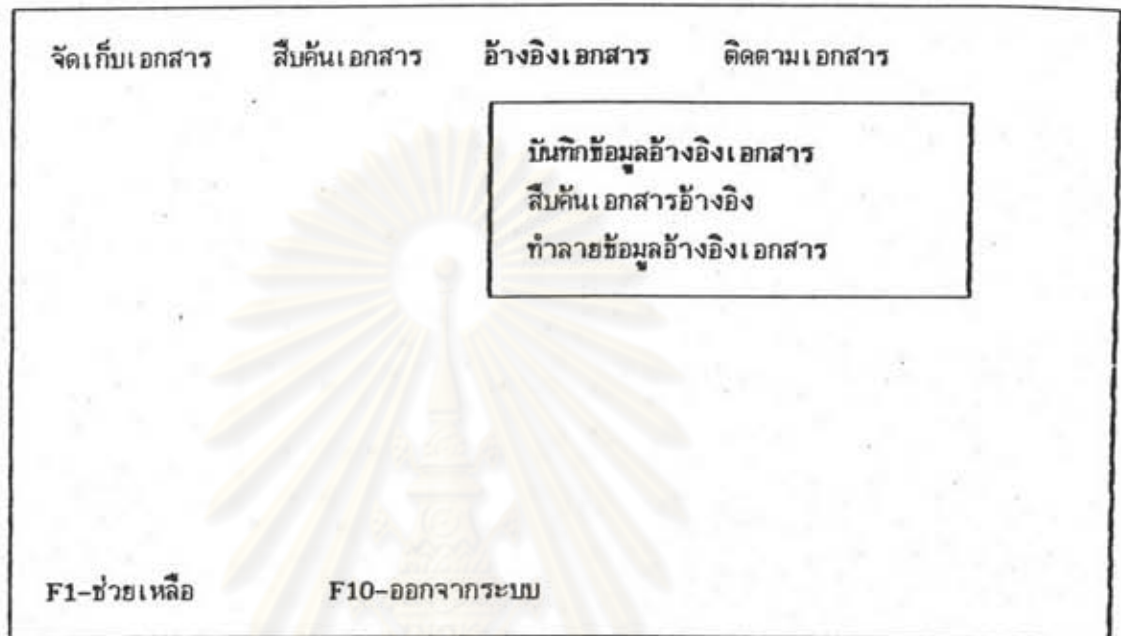 จัดเก็บเอกสาร สืบค้นเอกสาร อ้างอิงเอกสาร ติดตามเอกสาร
บันทึกข้อมูลอ้างอิงเอกสาร
สืบค้นเอกสารอ้างอิง
ทำลายข้อมูลอ้างอิงเอกสาร
F1-ช่วยเหลือ F10-ออกจากระบบ